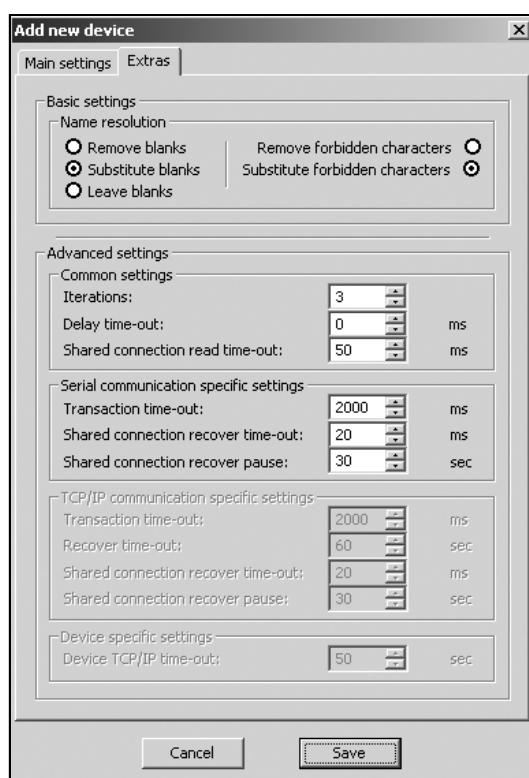 Add new device
Main settings Extras
Basic settings
Name resolution
Remove blanks Remove forbidden characters
Substitute blanks Substitute forbidden characters
Leave blanks
Advanced settings
Common settings
Iterations: 3
Delay time-out: 0 ms
Shared connection read time-out: 50 ms
Serial communication specific settings
Transaction time-out: 2000 ms
Shared connection recover time-out: 20 ms
Shared connection recover pause: 30 sec
TCP/IP communication specific settings
Transaction time-out: 2000 ms
Recover time-out: 60 sec
Shared connection recover time-out: 20 ms
Shared connection recover pause: 30 sec
Device specific settings
Device TCP/IP time-out: 50 sec
Cancel Save